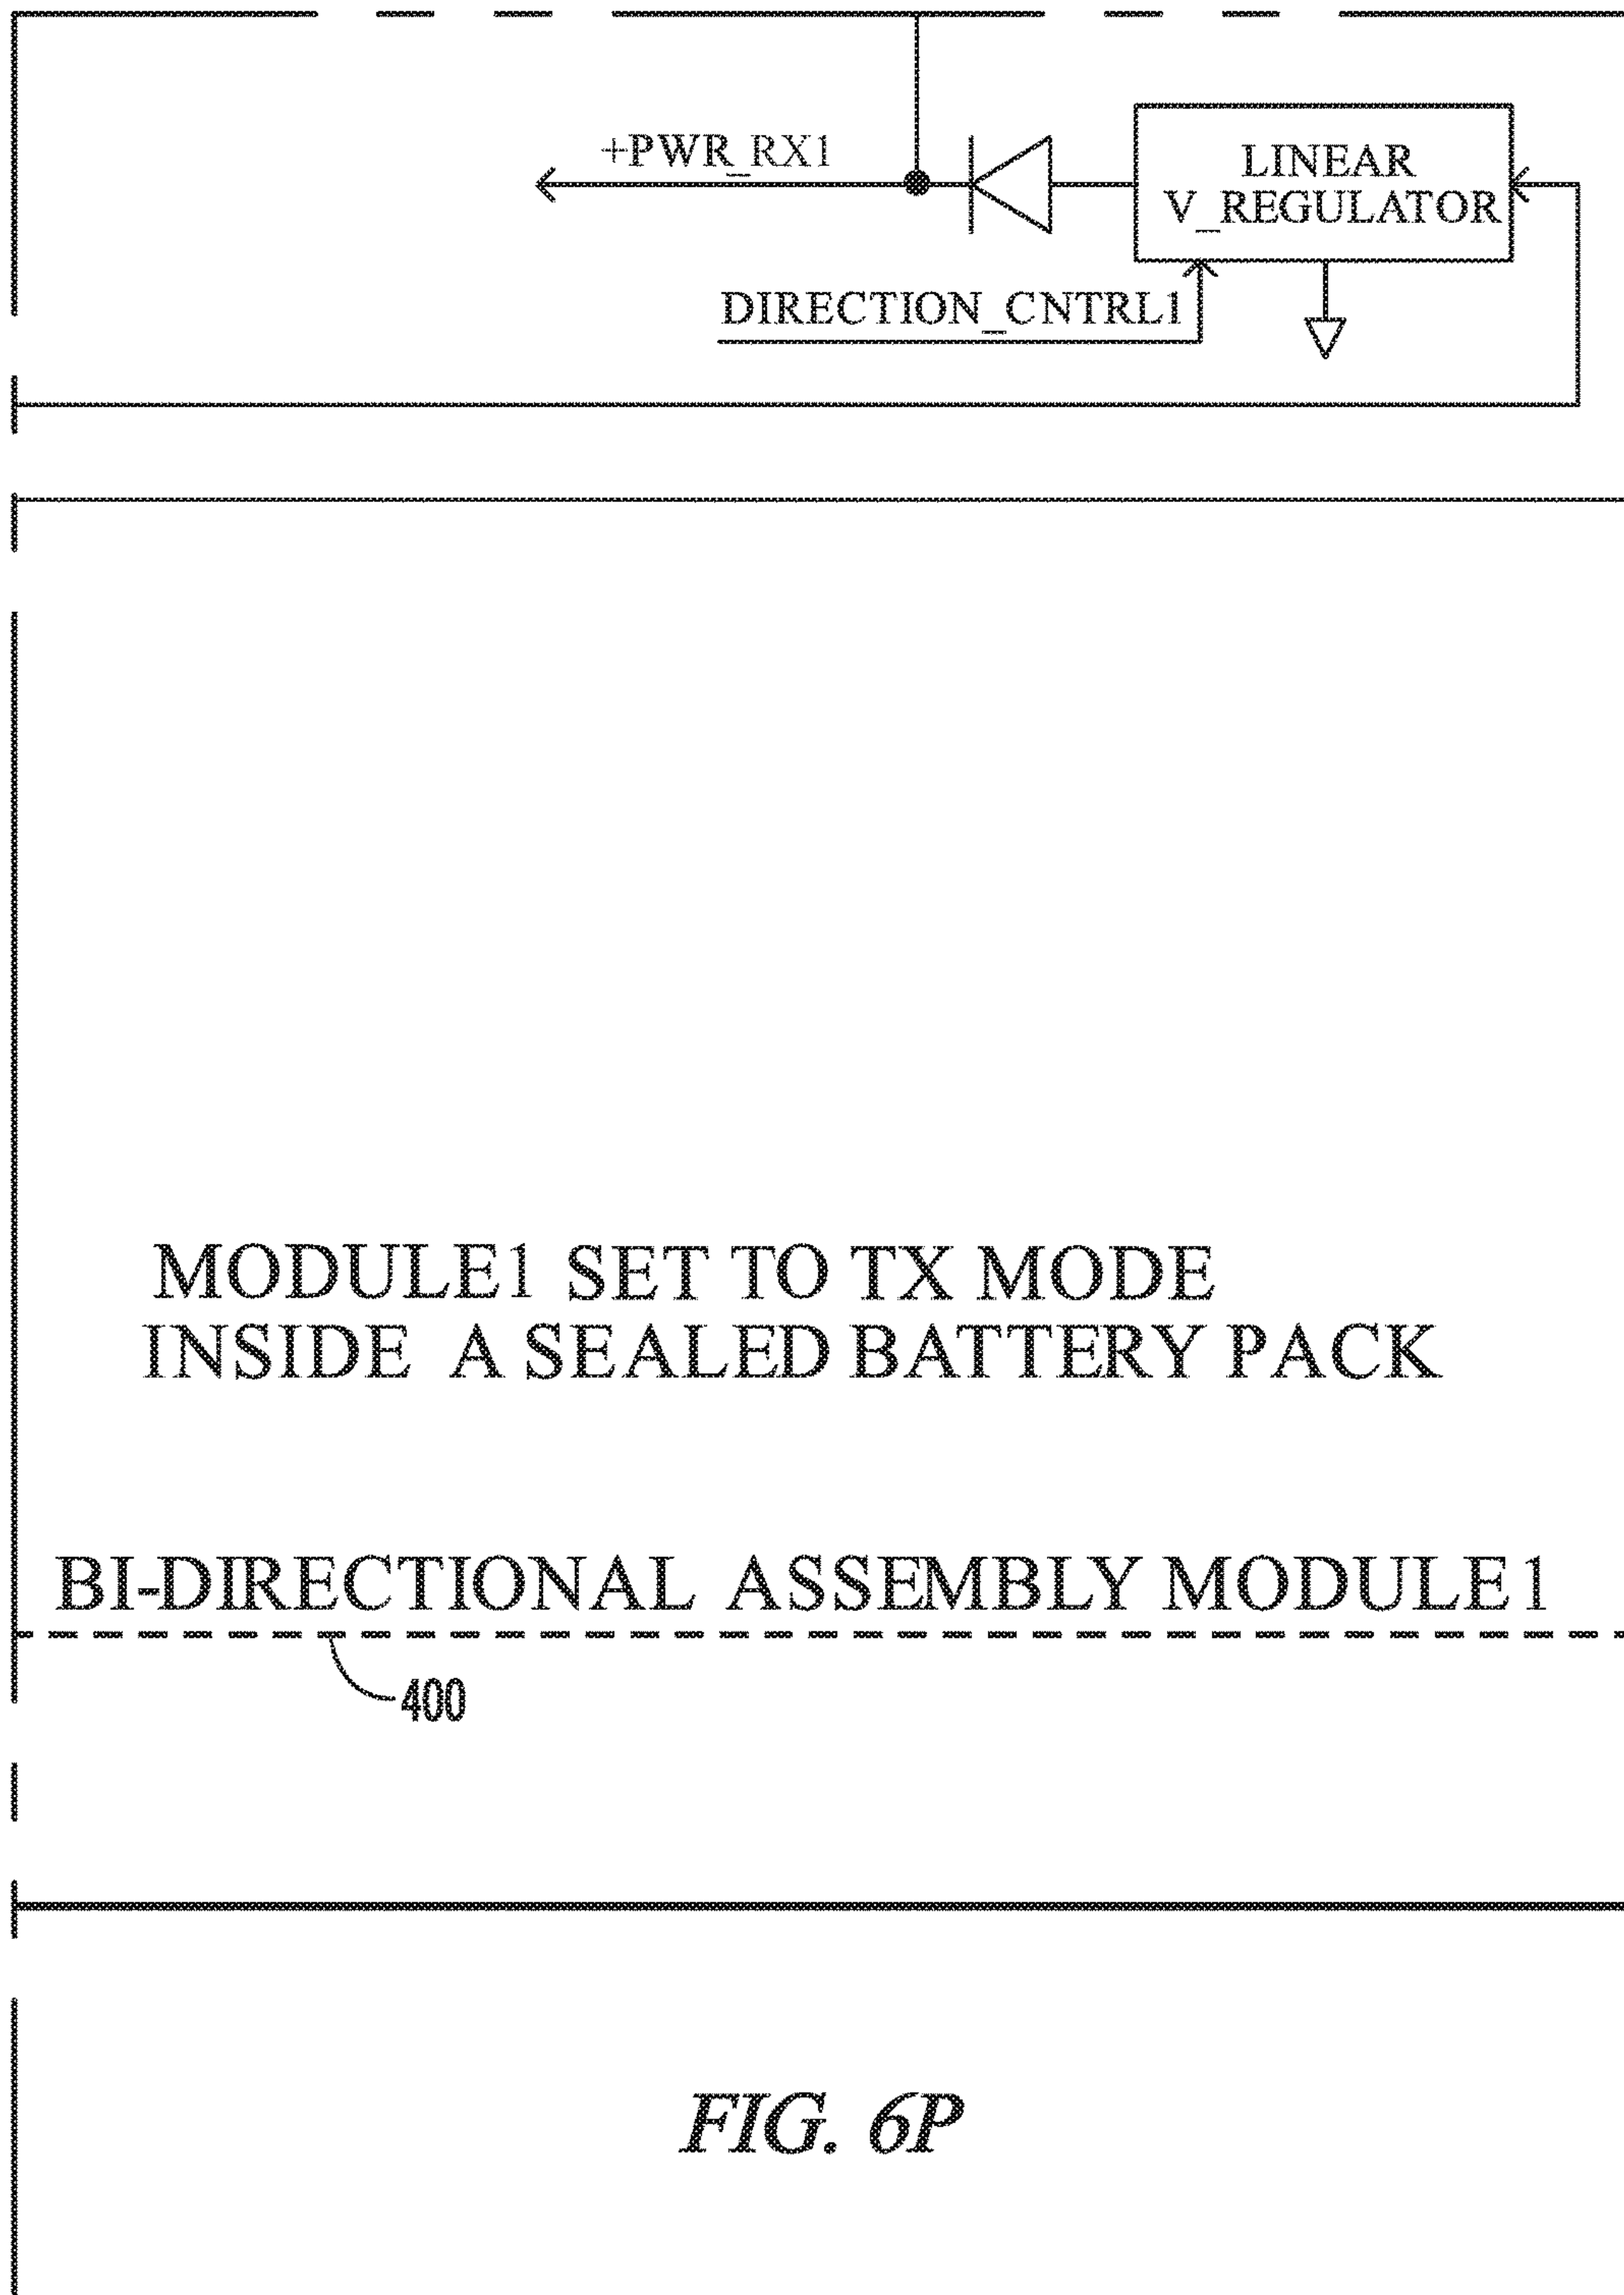 +PWR_RX1
LINEAR
V_REGULATOR
DIRECTION_CNTRL1
MODULE1 SET TO TX MODE
INSIDE A SEALED BATTERY PACK
BI-DIRECTIONAL ASSEMBLY MODULE1
400
FIG. 6P